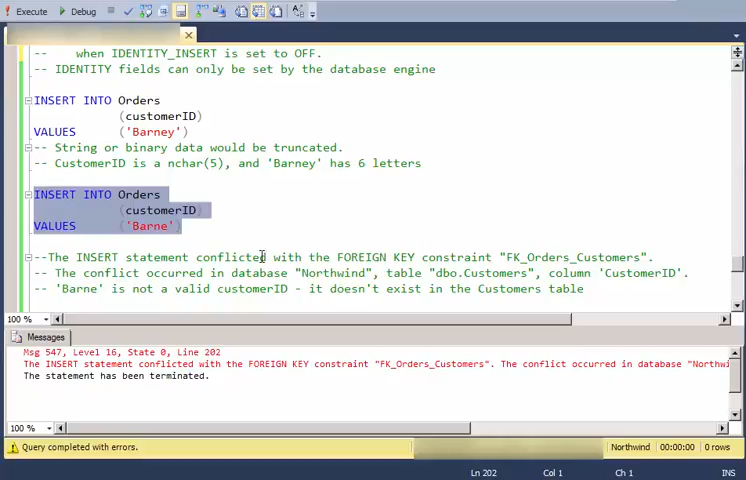 Execute Debug
-- when IDENTITY_INSERT is set to OFF.
-- IDENTITY fields can only be set by the database engine
INSERT INTO Orders
(customerID)
VALUES ('Barney')
-- String or binary data would be truncated.
-- CustomerID is a nchar(5), and 'Barney' has 6 letters
INSERT INTO Orders
(customerID)
VALUES ('Barne')
--The INSERT statement conflicted with the FOREIGN KEY constraint "FK_Orders_Customers".
-- The conflict occurred in database "Northwind", table "dbo.Customers", column 'CustomerID'.
-- 'Barne' is not a valid customerID - it doesn't exist in the Customers table
100 %
Messages
Msg 547, Level 16, State 0, Line 202
The INSERT statement conflicted with the FOREIGN KEY constraint "FK_Orders_Customers". The conflict occurred in database "Northwi
The statement has been terminated.
100 %
Query completed with errors. Northwind 00:00:00 0 rows
Ln 202 Col 1 Ch 1 INS